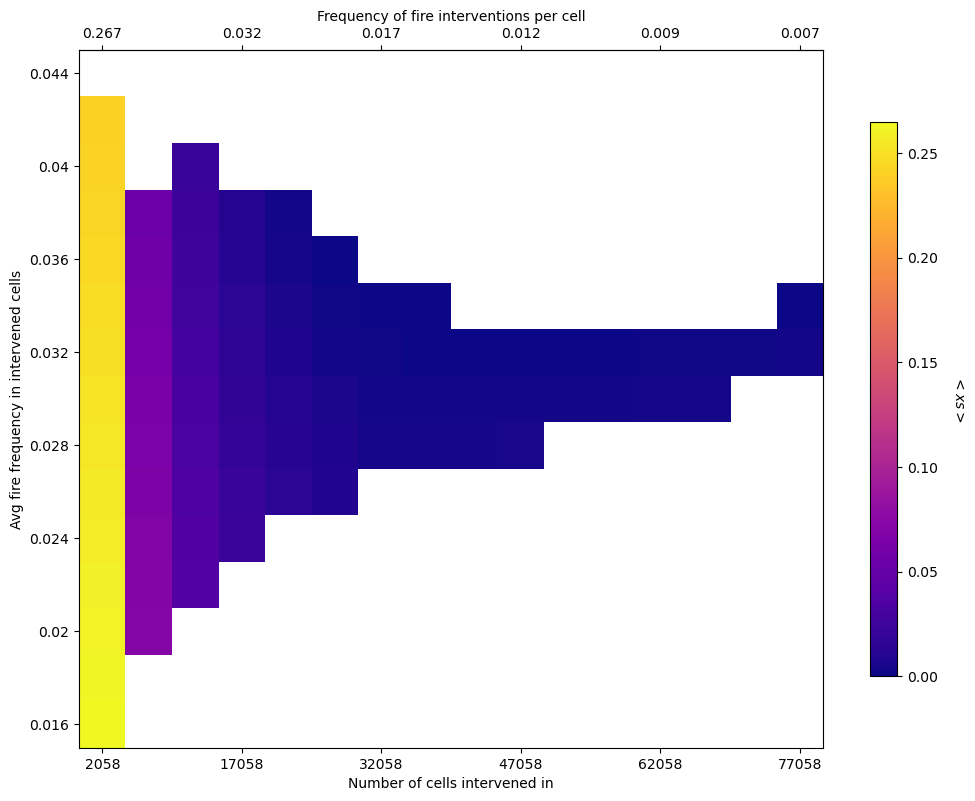 Frequency of fire interventions per cell
0.267 0.032 0.017 0.012 0.009 0.007
0.044
0.04
0.036
0.032
0.028
0.024
0.02
0.016
Avg fire frequency in intervened cells
2058 17058 32058 47058 62058 77058
Number of cells intervened in
0.25
0.20
0.15
0.10
0.05
0.00
< sx >